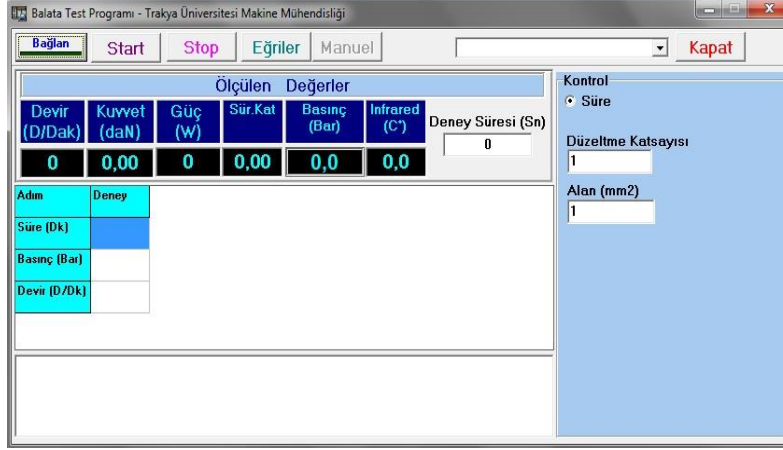 Balata Test Programı - Trakya Üniversitesi Makine Mühendisliği
Bağlan Start Stop Eğriler Manuel Kapat
Ölçülen Değerler
Devir (D/Dak)
Kuvvet (daN)
Güç (W)
Sür.Kat
Basınç (Bar)
Infrared (C°)
Deney Süresi (Sn)
0 0,00 0 0,00 0,0 0,0 0
Adım Deney
Süre (Dk)
Basınç (Bar)
Devir (D/Dk)
Kontrol
Süre
Düzeltme Katsayısı
1
Alan (mm2)
1